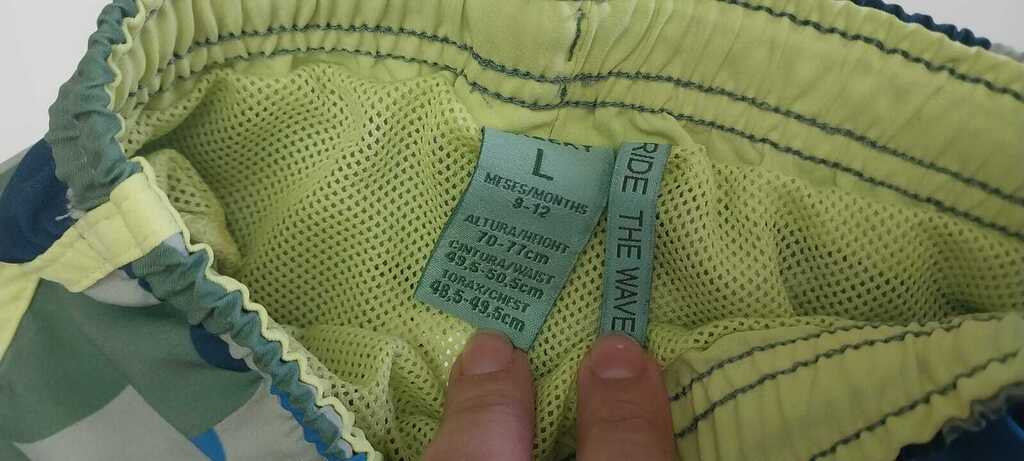 L
MESES/MONTHS
9-12
ALTURA/HEIGHT
70-77cm
CINTURA/WAIST
49,5-50,5cm
TORAX/CHEST
48,5-49,5cm
RIDE THE WAVE